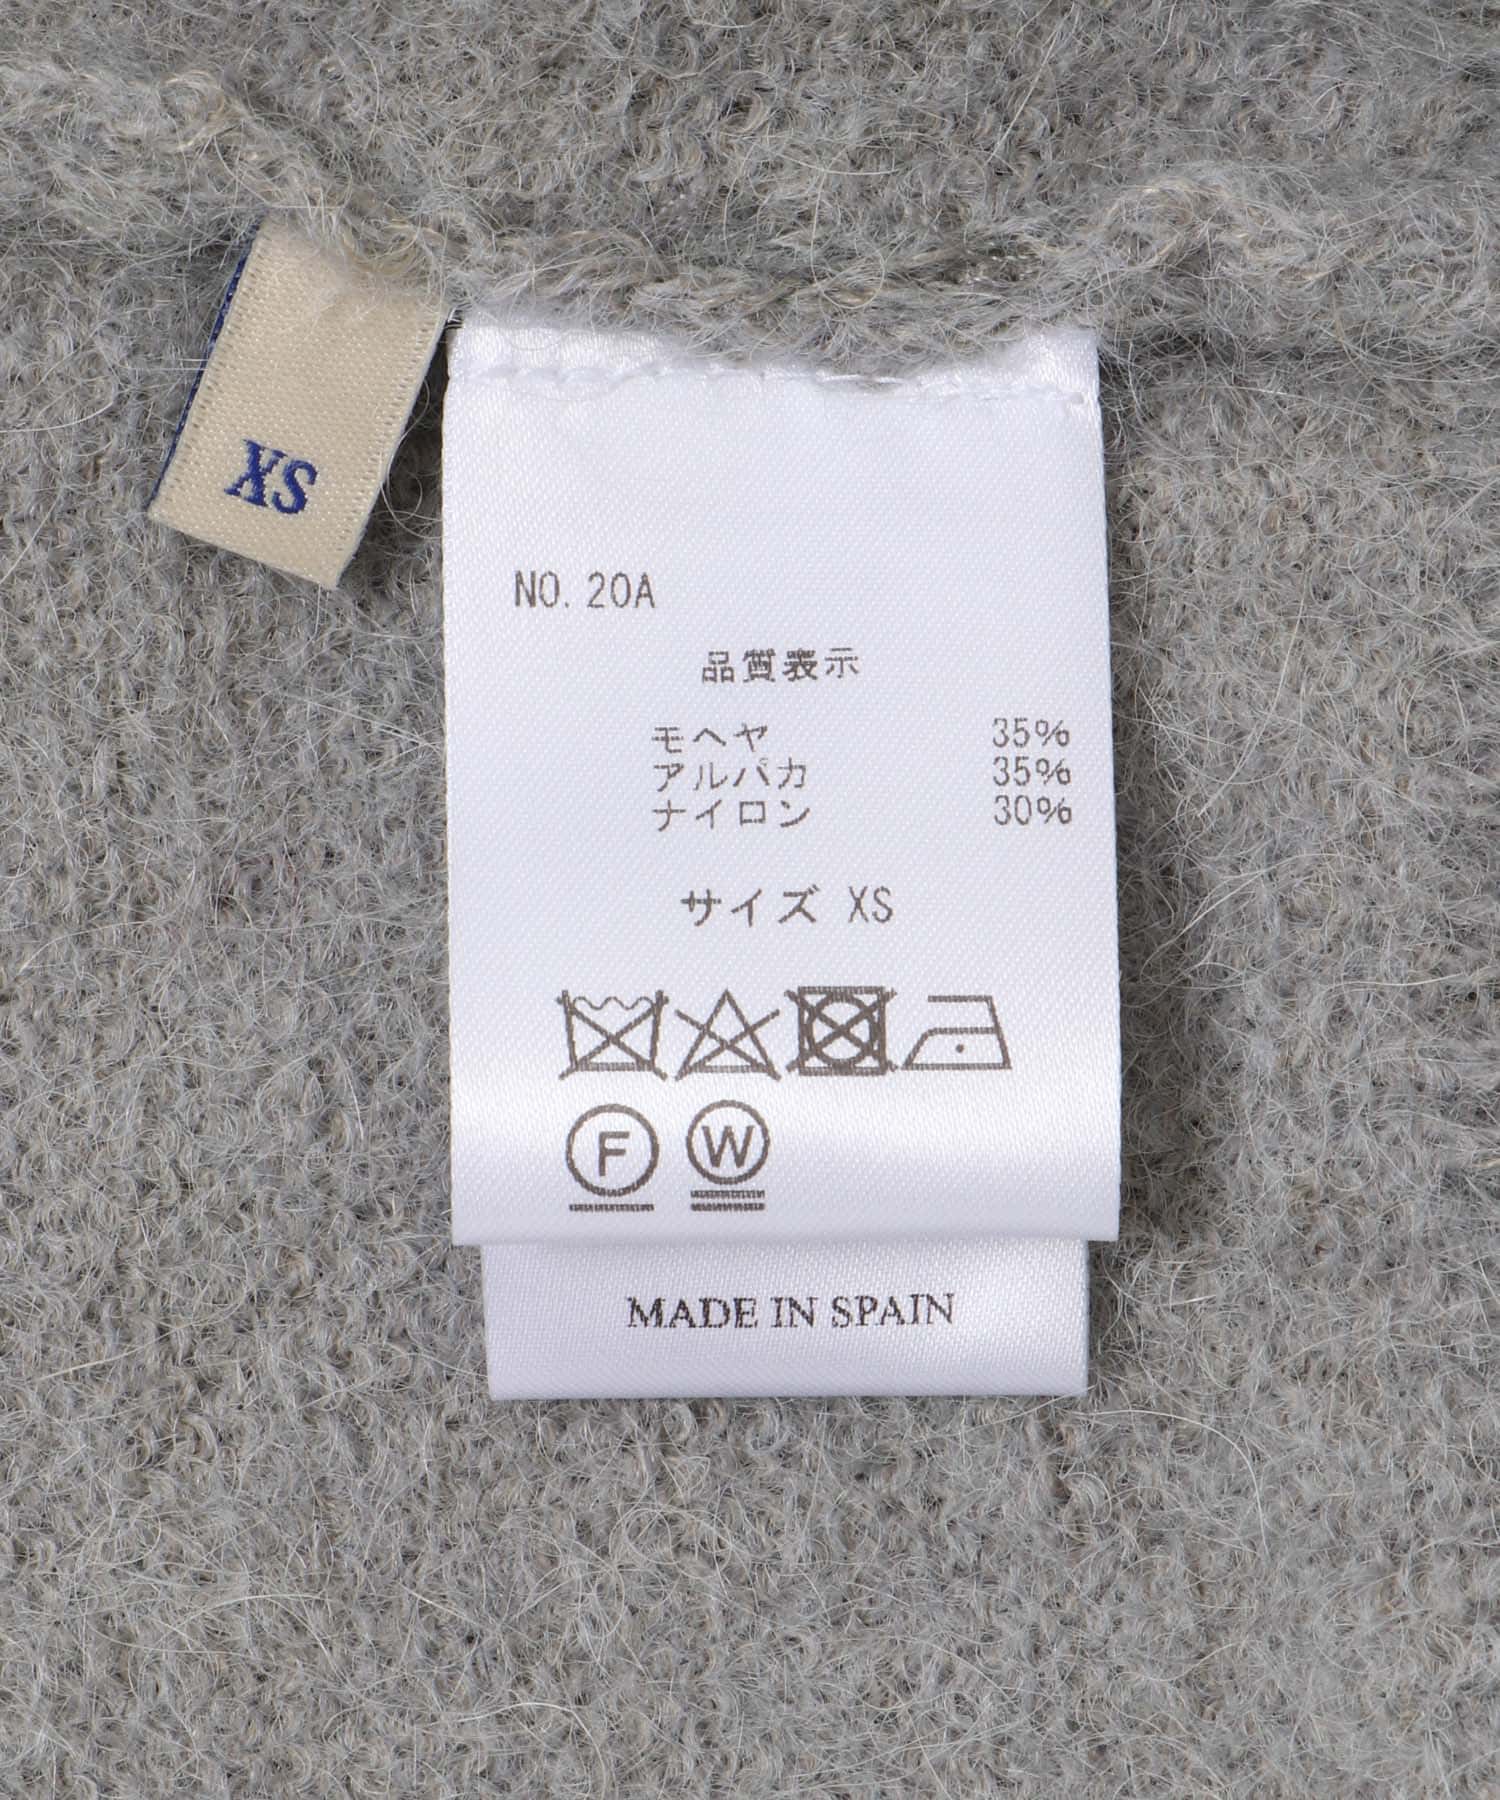 XS
NO. 20A
品質表示
モヘヤ 35%
アルパカ 35%
ナイロン 30%
サイズ XS
F W
MADE IN SPAIN